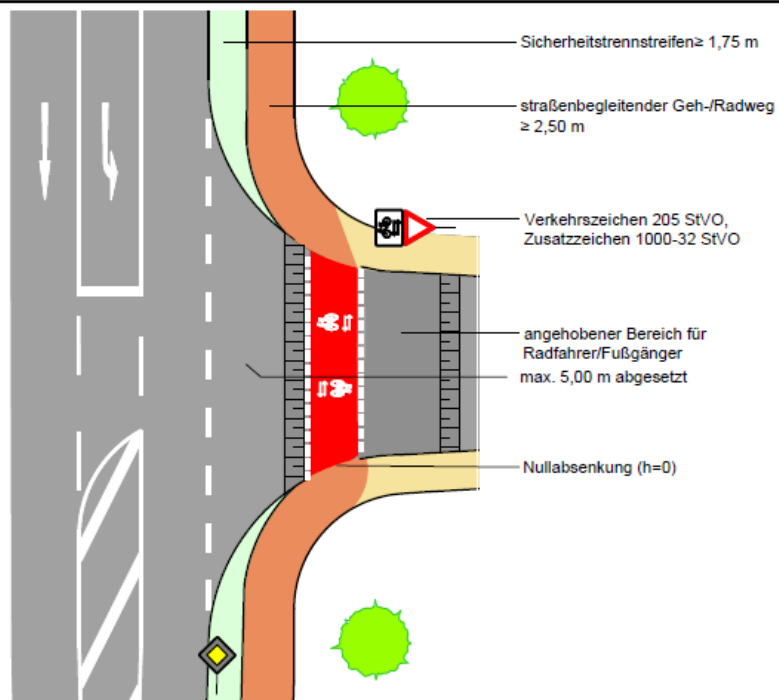 Sicherheitstrennstreifen≥ 1,75 m
straßenbegleitender Geh-/Radweg
≥ 2,50 m
Verkehrszeichen 205 StVO,
Zusatzzeichen 1000-32 StVO
angehobener Bereich für
Radfahrer/Fußgänger
max. 5,00 m abgesetzt
Nullabsenkung (h=0)